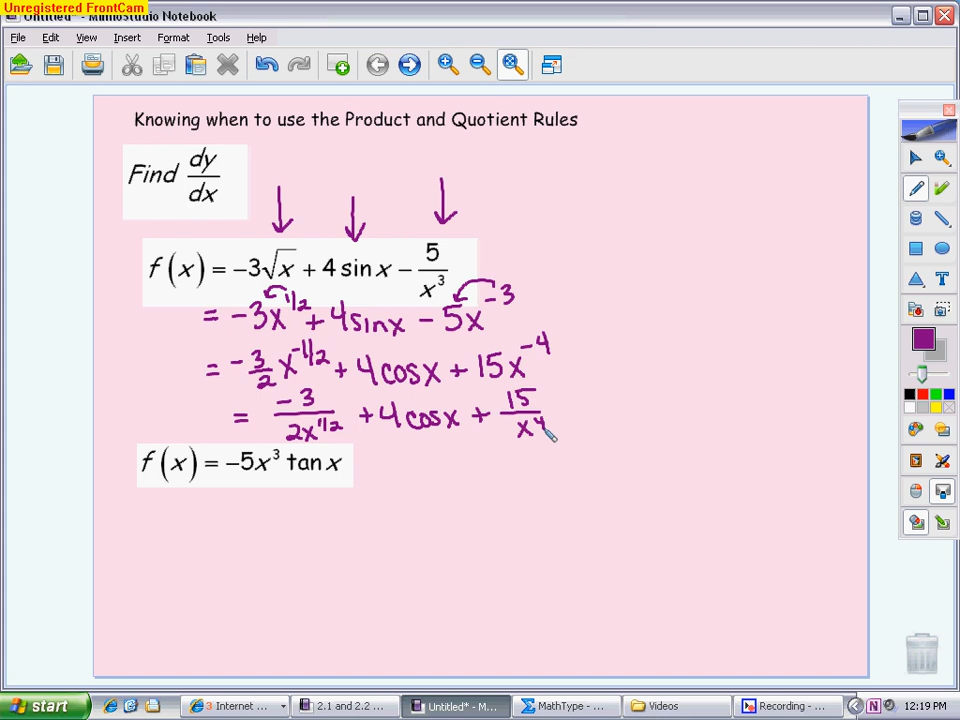 Unregistered FrontCam
Untitled* - MimioStudio Notebook
File Edit View Insert Format Tools Help
Knowing when to use the Product and Quotient Rules
Find dy/dx
f(x) = −3√x + 4 sin x − 5/x³
= -3x^1/2 + 4sinx - 5x^-3
= -3/2 x^-1/2 + 4cosx + 15x^-4
= -3/2x^1/2 + 4cosx + 15/x^4
f(x) = −5x³ tan x
T
start
3 Internet ...
2.1 and 2.2 ...
Untitled* - M...
MathType - ...
Videos
Recording - ...
N
12:19 PM